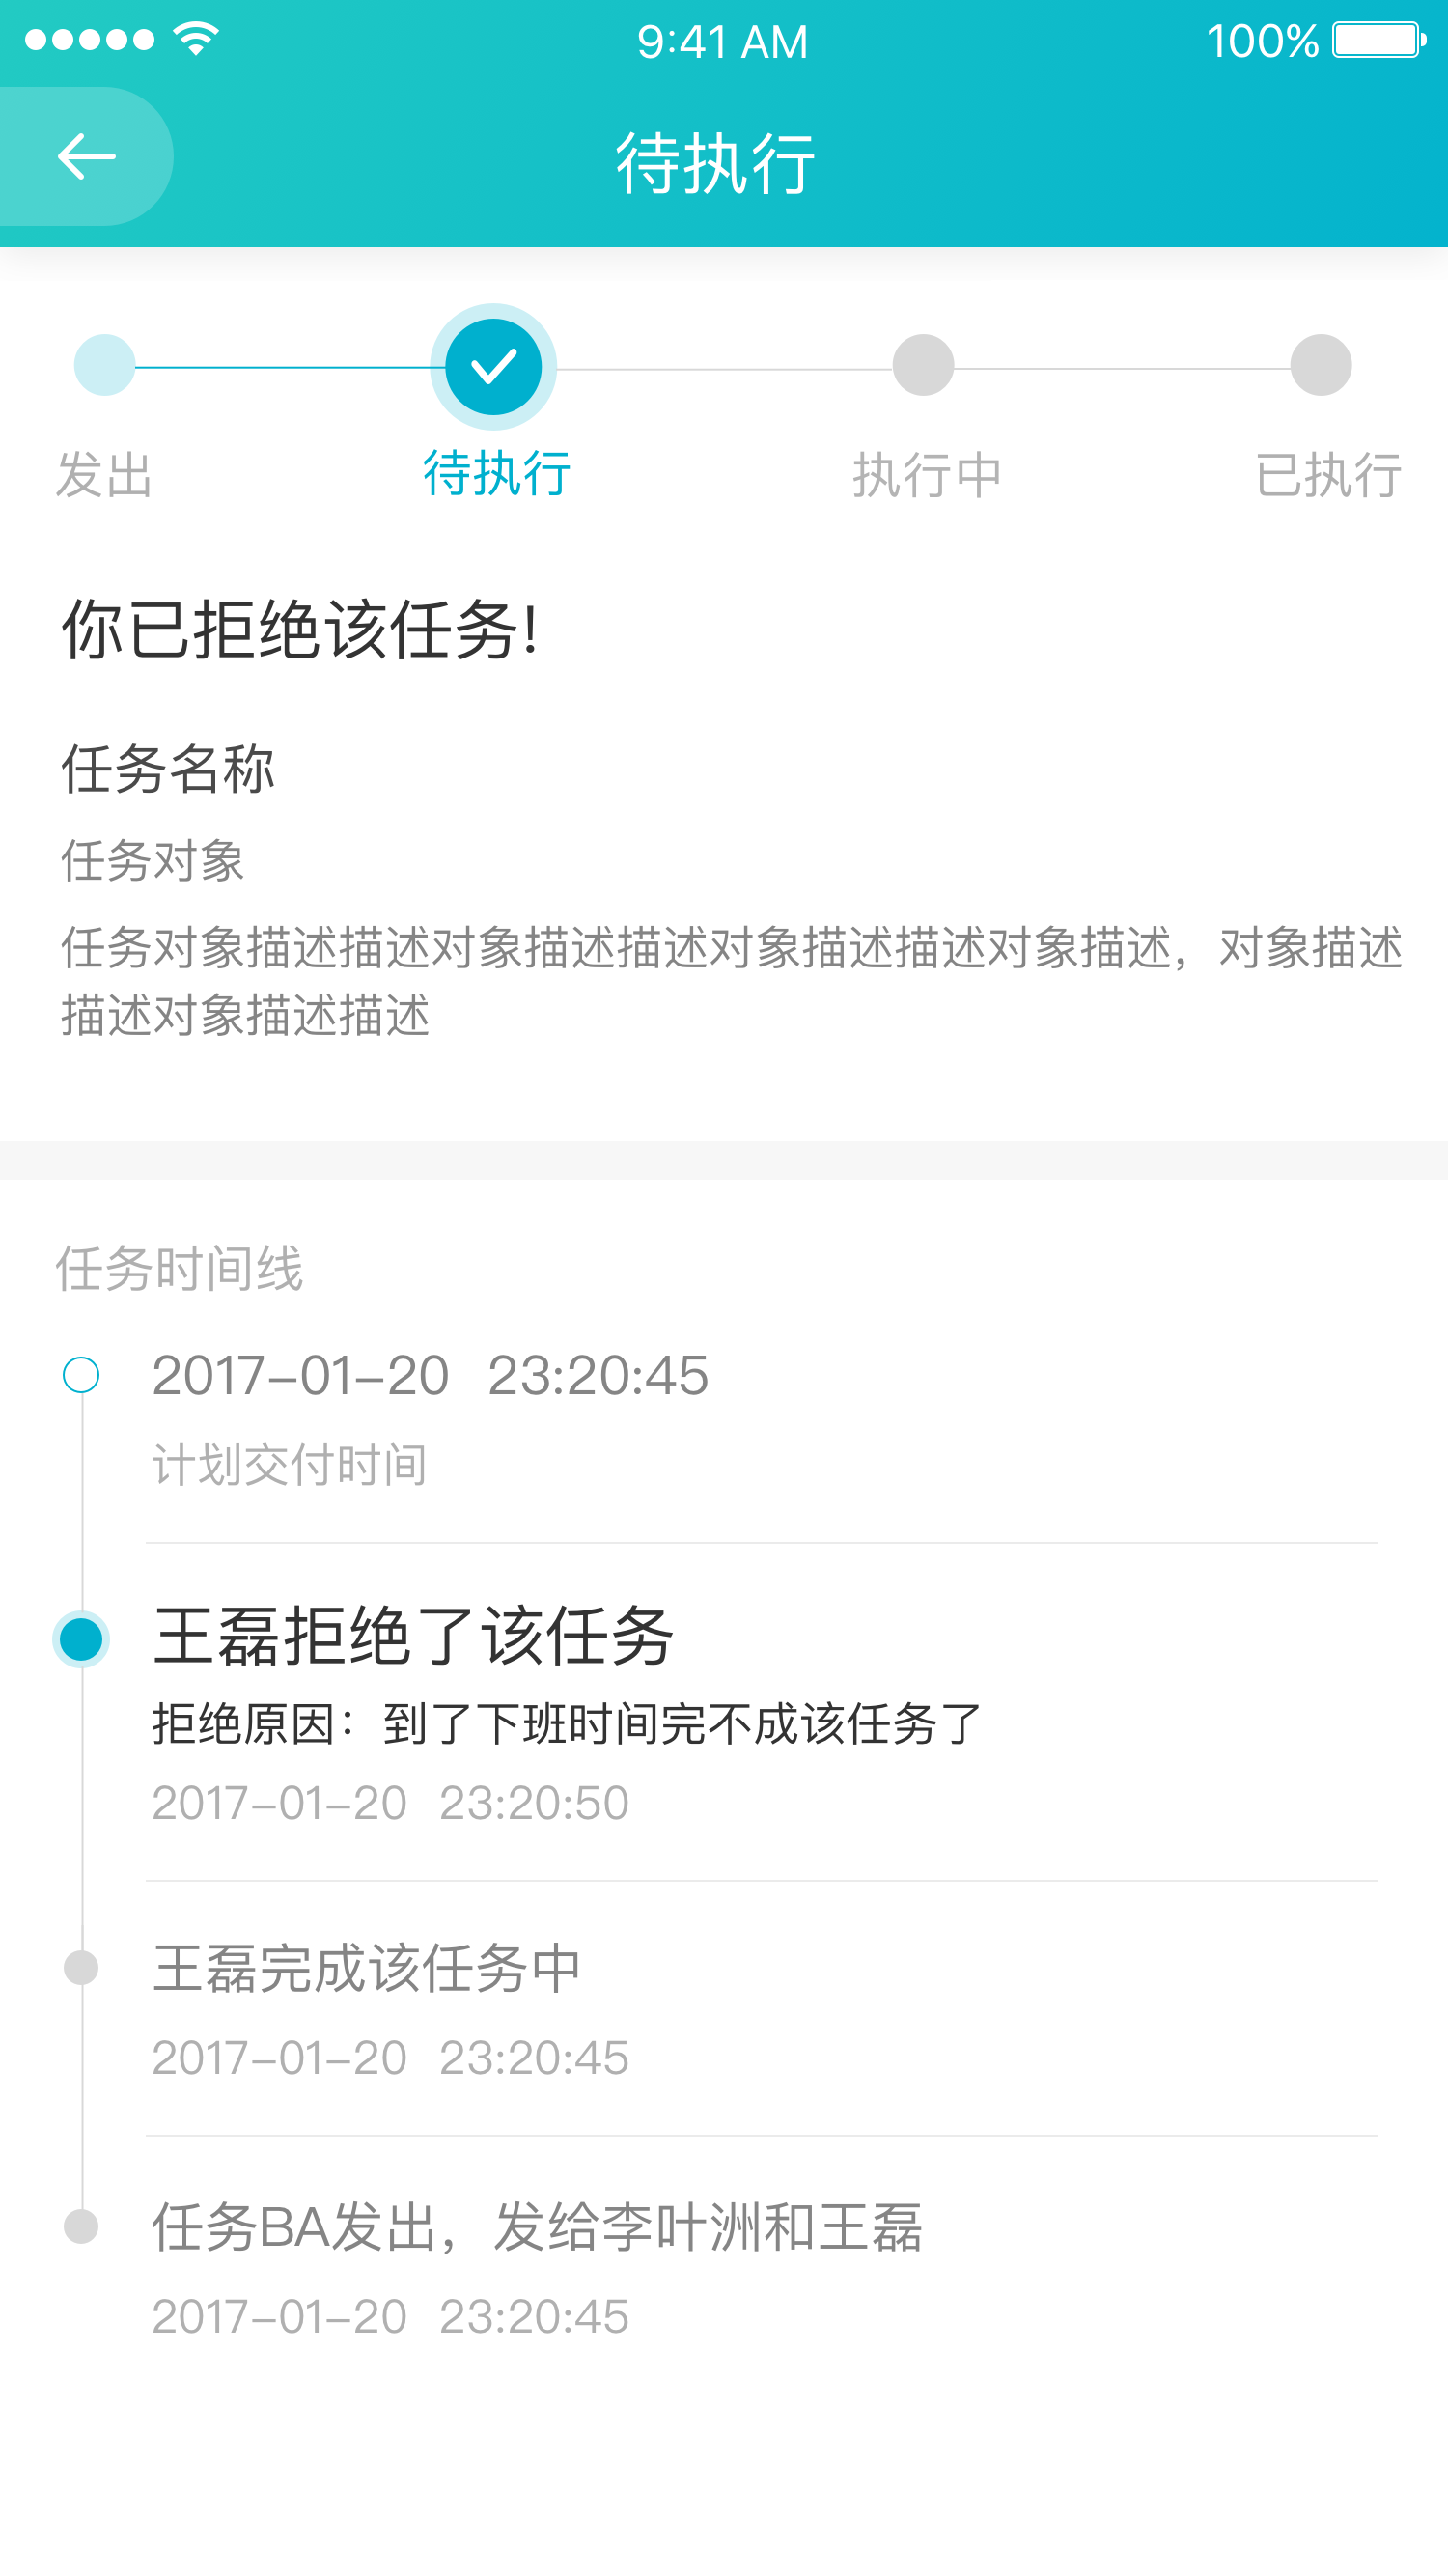 9:41 AM 100%
待执行
发出 待执行 执行中 已执行
你已拒绝该任务!
任务名称
任务对象
任务对象描述描述对象描述描述对象描述描述对象描述，对象描述
描述对象描述描述
任务时间线
2017-01-20 23:20:45
计划交付时间
王磊拒绝了该任务
拒绝原因：到了下班时间完不成该任务了
2017-01-20 23:20:50
王磊完成该任务中
2017-01-20 23:20:45
任务BA发出，发给李叶洲和王磊
2017-01-20 23:20:45